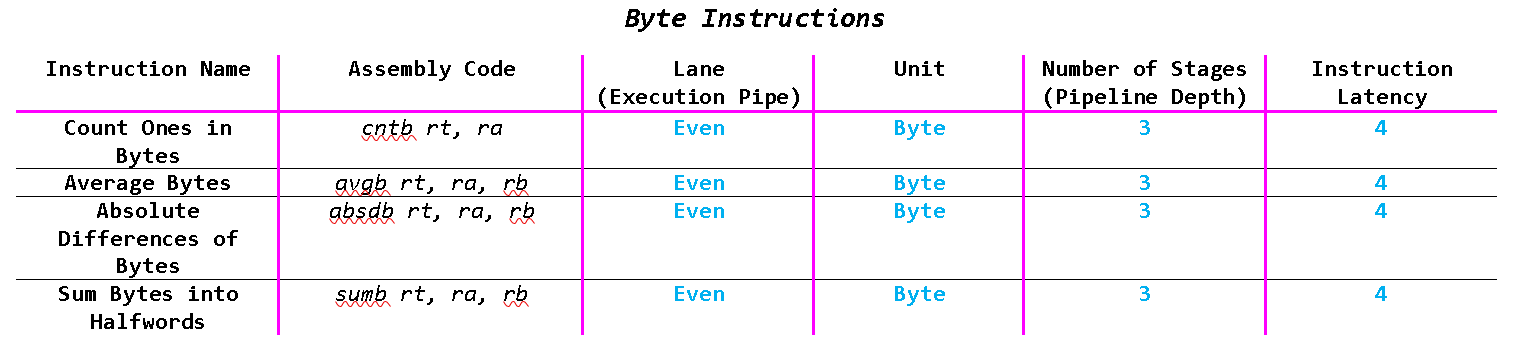 Byte Instructions
Instruction Name Assembly Code Lane Unit Number of Stages Instruction
(Execution Pipe) (Pipeline Depth) Latency
Count Ones in cntb rt, ra Even Byte 3 4
Bytes
Average Bytes avgb rt, ra, rb Even Byte 3 4
Absolute absdb rt, ra, rb Even Byte 3 4
Differences of
Bytes
Sum Bytes into sumb rt, ra, rb Even Byte 3 4
Halfwords